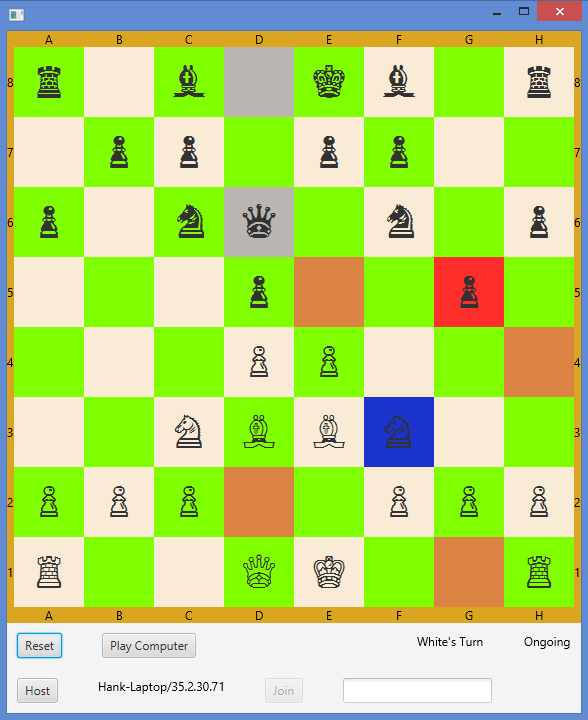 A B C D E F G H
8 8
7 7
6 6
5 5
4 4
3 3
2 2
1 1
A B C D E F G H
Reset Play Computer White's Turn Ongoing
Host Hank-Laptop/35.2.30.71 Join